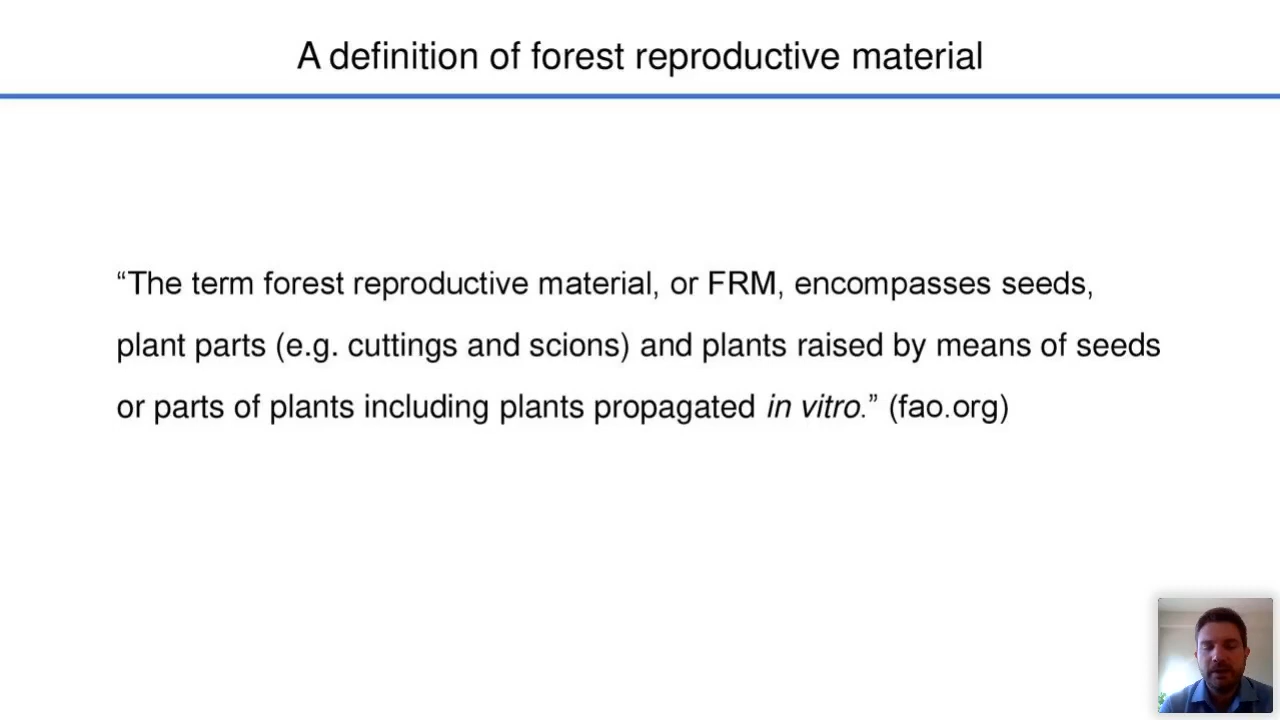 A definition of forest reproductive material
“The term forest reproductive material, or FRM, encompasses seeds,
plant parts (e.g. cuttings and scions) and plants raised by means of seeds
or parts of plants including plants propagated in vitro.” (fao.org)